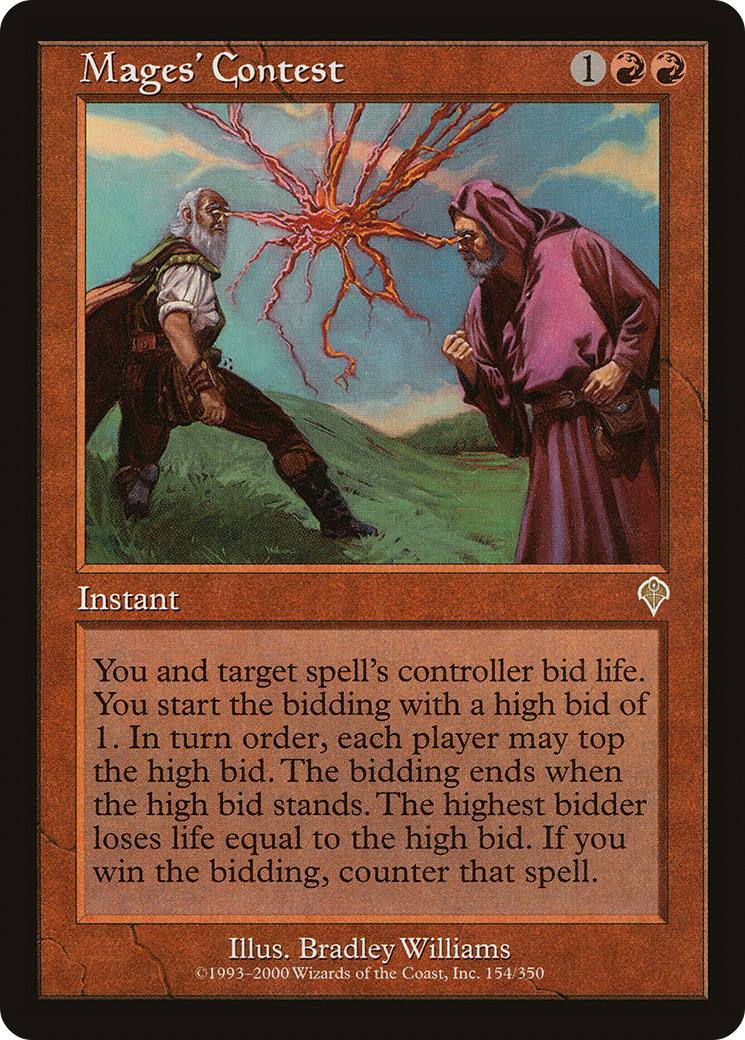 Mages' Contest 1
Instant
You and target spell's controller bid life.
You start the bidding with a high bid of
1. In turn order, each player may top
the high bid. The bidding ends when
the high bid stands. The highest bidder
loses life equal to the high bid. If you
win the bidding, counter that spell.
Illus. Bradley Williams
©1993–2000 Wizards of the Coast, Inc. 154/350